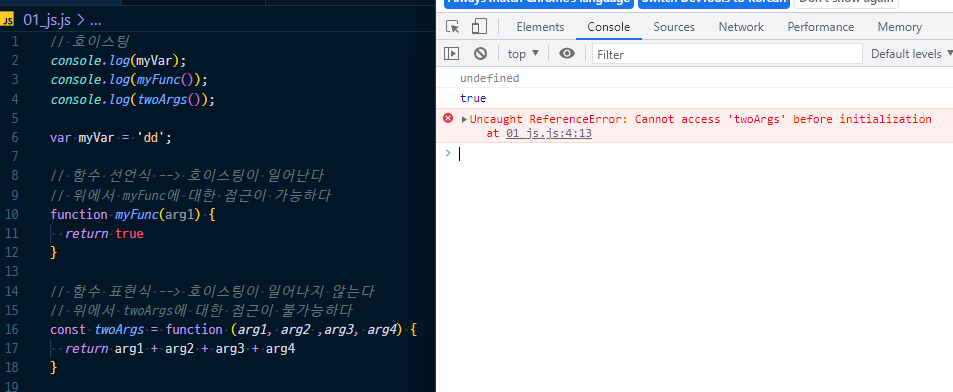 Always match Chrome's language
Switch DevTools to Korean
Don't show again
JS 01_js.js > ...
1 // 호이스팅
2 console.log(myVar);
3 console.log(myFunc());
4 console.log(twoArgs());
5
6 var myVar = 'dd';
7
8 // 함수 선언식 --> 호이스팅이 일어난다
9 // 위에서 myFunc에 대한 접근이 가능하다
10 function myFunc(arg1) {
11 return true
12 }
13
14 // 함수 표현식 --> 호이스팅이 일어나지 않는다
15 // 위에서 twoArgs에 대한 접근이 불가능하다
16 const twoArgs = function (arg1, arg2 ,arg3, arg4) {
17 return arg1 + arg2 + arg3 + arg4
18 }
19
Elements Console Sources Network Performance Memory
top ▼ Filter Default levels ▼
undefined
true
Uncaught ReferenceError: Cannot access 'twoArgs' before initialization
at 01_js.js:4:13